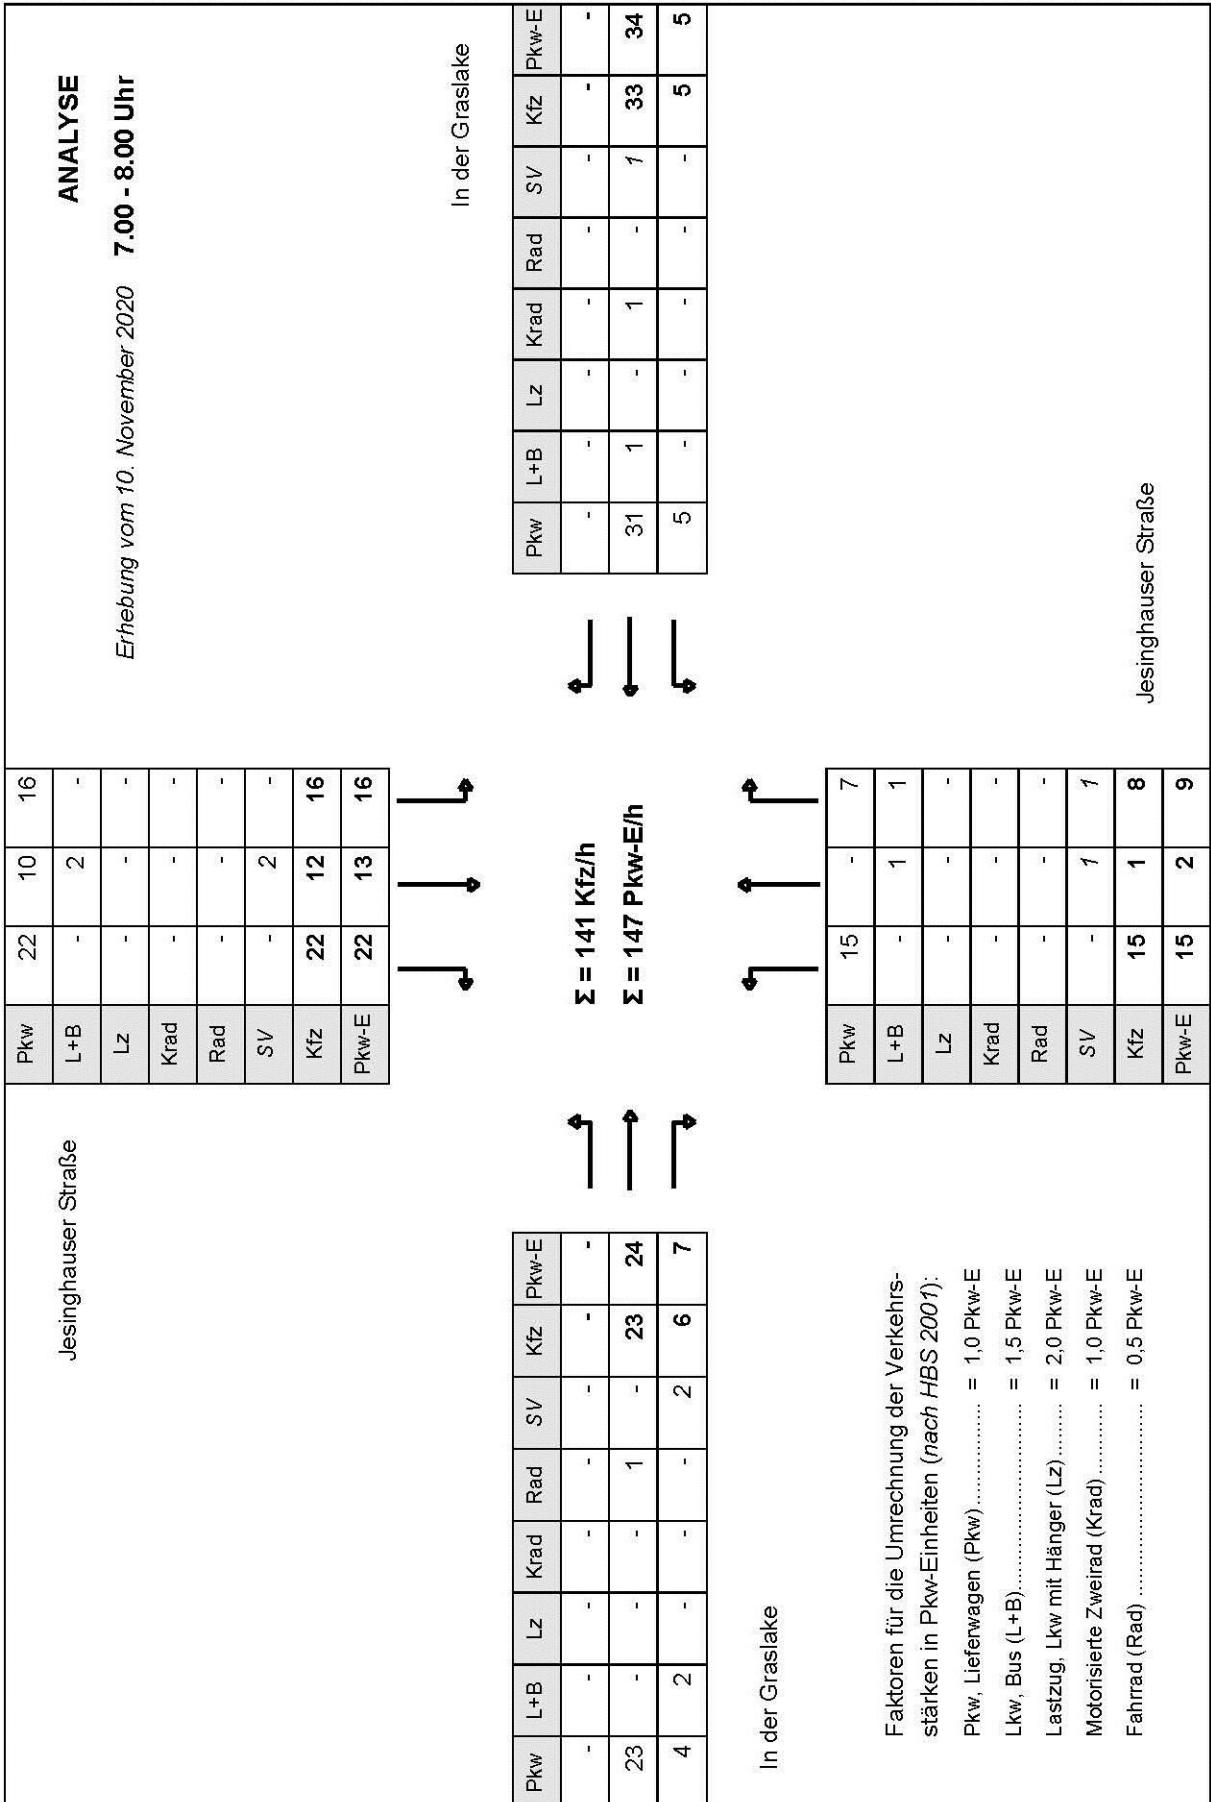 ANALYSE
Erhebung vom 10. November 2020 7.00 - 8.00 Uhr
Jesinghauser Straße
Pkw 22 10 16
L+B - 2 -
Lz - - -
Krad - - -
Rad - - -
SV - 2 -
Kfz 22 12 16
Pkw-E 22 13 16
In der Graslake
Pkw L+B Lz Krad Rad SV Kfz Pkw-E
- - - - - - - -
23 - - - 1 - 23 24
4 2 - - - 2 6 7
Σ = 141 Kfz/h
Σ = 147 Pkw-E/h
Pkw L+B Lz Krad Rad SV Kfz Pkw-E
- - - - - - - -
31 1 - 1 - 1 33 34
5 - - - - - 5 5
In der Graslake
Pkw 15 - 7
L+B - 1 1
Lz - - -
Krad - - -
Rad - - -
SV - 1 1
Kfz 15 1 8
Pkw-E 15 2 9
Jesinghauser Straße
Faktoren für die Umrechnung der Verkehrs-
stärken in Pkw-Einheiten (nach HBS 2001):
Pkw, Lieferwagen (Pkw)................ = 1,0 Pkw-E
Lkw, Bus (L+B)............................. = 1,5 Pkw-E
Lastzug, Lkw mit Hänger (Lz)......... = 2,0 Pkw-E
Motorisierte Zweirad (Krad)............ = 1,0 Pkw-E
Fahrrad (Rad) ............................... = 0,5 Pkw-E